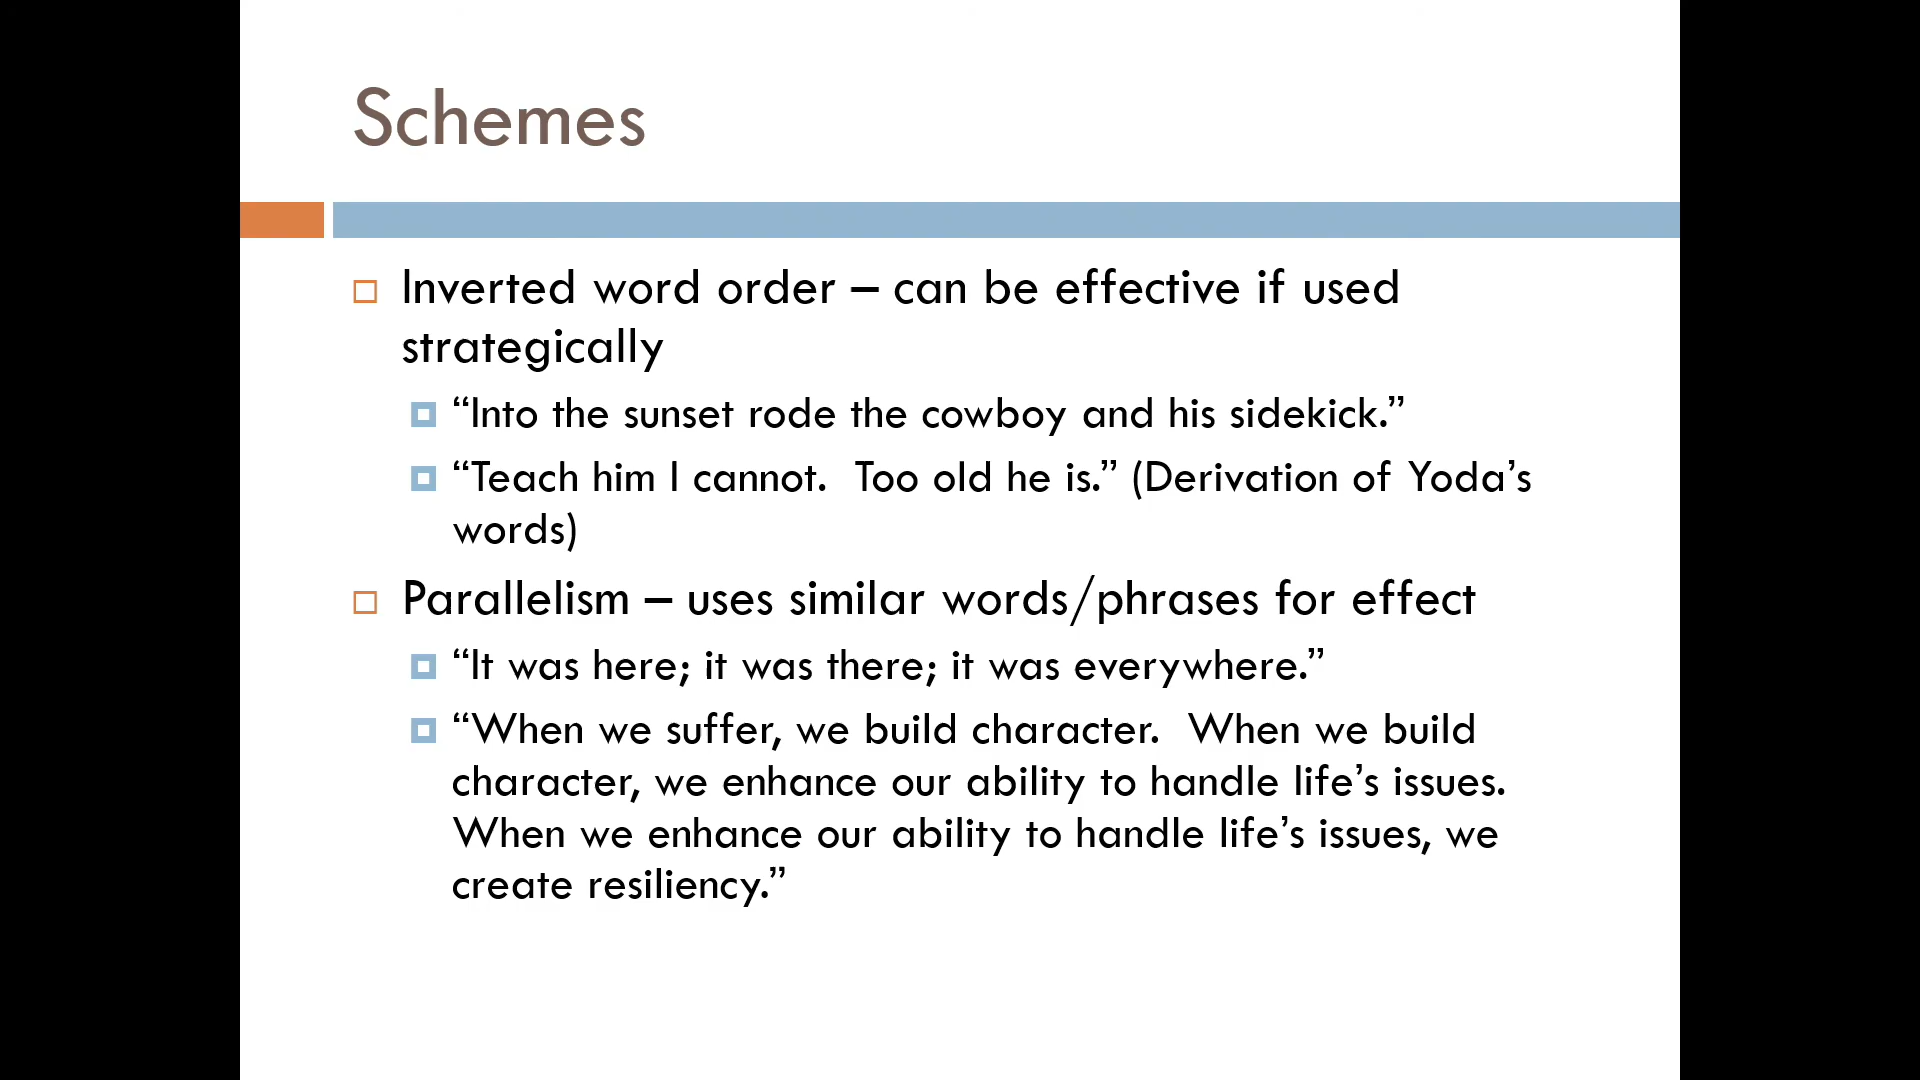 Schemes
Inverted word order – can be effective if used
strategically
“Into the sunset rode the cowboy and his sidekick.”
“Teach him I cannot.  Too old he is.” (Derivation of Yoda’s
words)
Parallelism – uses similar words/phrases for effect
“It was here; it was there; it was everywhere.”
“When we suffer, we build character.  When we build
character, we enhance our ability to handle life’s issues.
When we enhance our ability to handle life’s issues, we
create resiliency.”